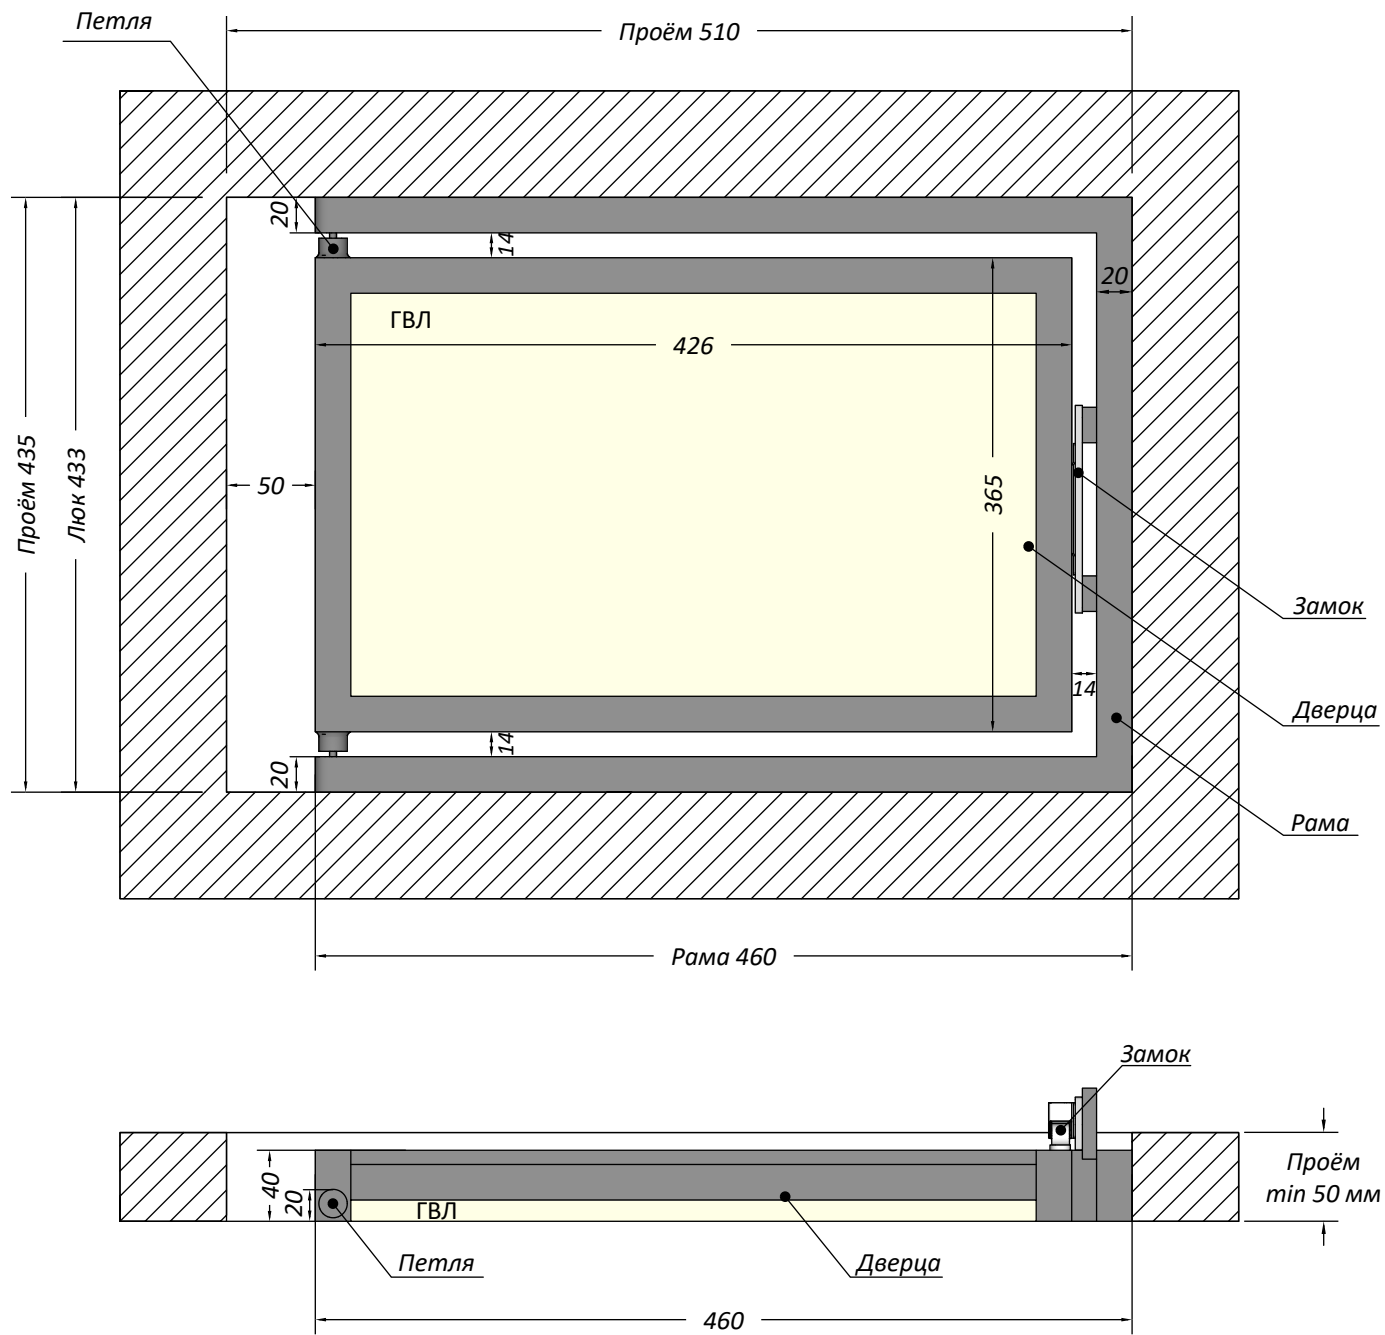 Петля
Проём 510
20
14
20
ГВЛ
426
Проём 435
Люк 433
50
365
Замок
14
Дверца
14
20
Рама
Рама 460
Замок
40
20
ГВЛ
Проём
min 50 мм
Петля
Дверца
460